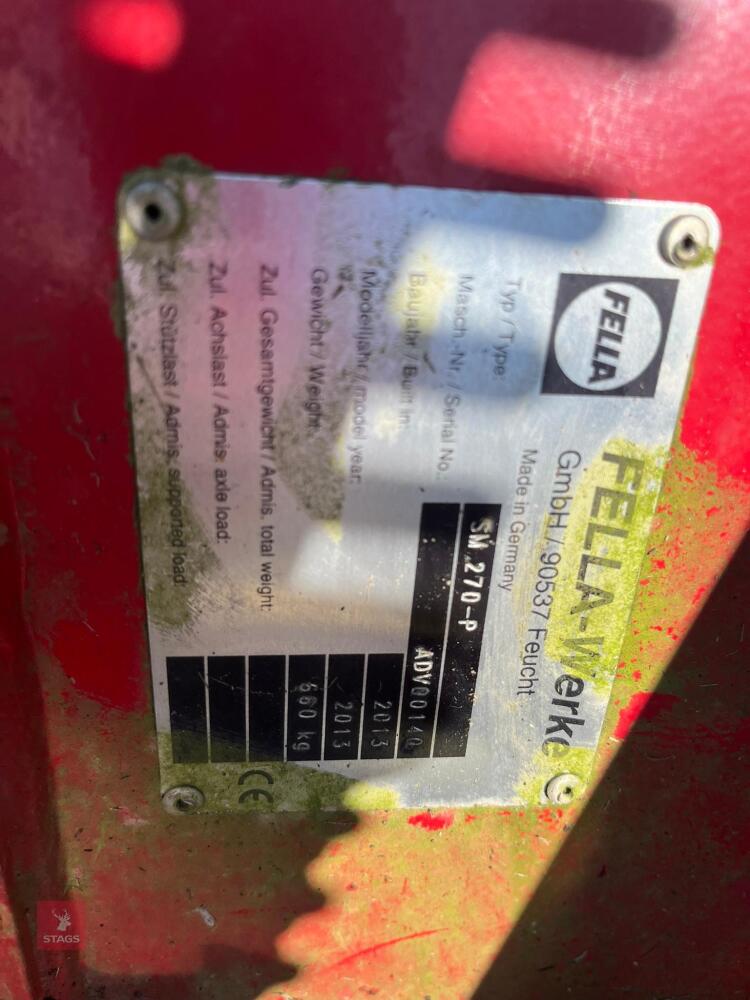 FELLA
FELLA-Werke
GmbH / 90537 Feucht
Made in Germany
Typ / Type: SM 270-P
Masch.-Nr. / Serial No.: ADV00140
Baujahr / Built in: 2013
Modelljahr / model year: 2013
Gewicht / Weight: 660 kg
Zul. Gesamtgewicht / Admis. total weight:
Zul. Achslast / Admis. axle load:
Zul. Stützlast / Admis. supported load:
CE
STAGS